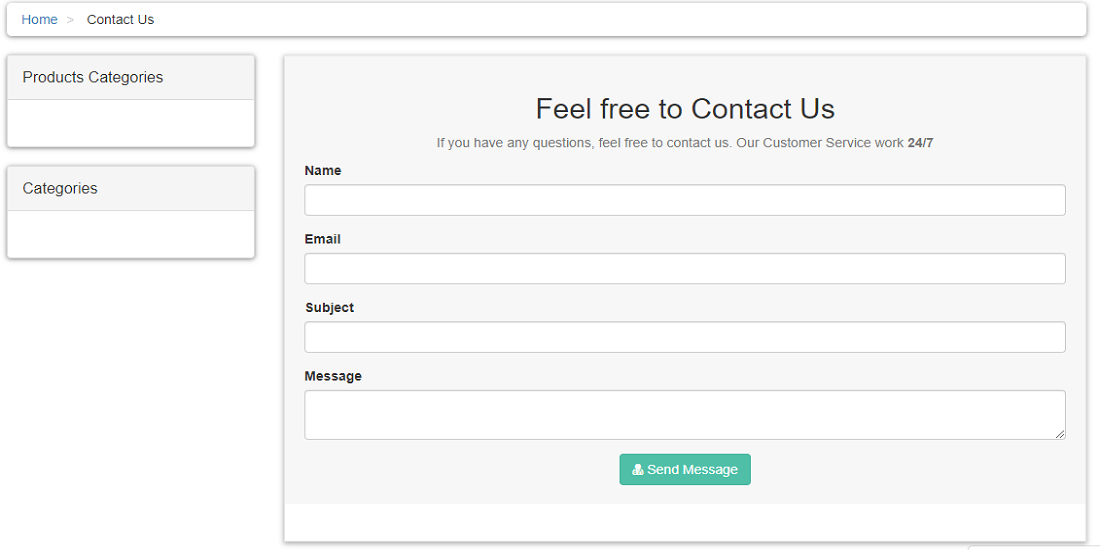 Home > Contact Us
Products Categories
Categories
Feel free to Contact Us
If you have any questions, feel free to contact us. Our Customer Service work 24/7
Name
Email
Subject
Message
Send Message